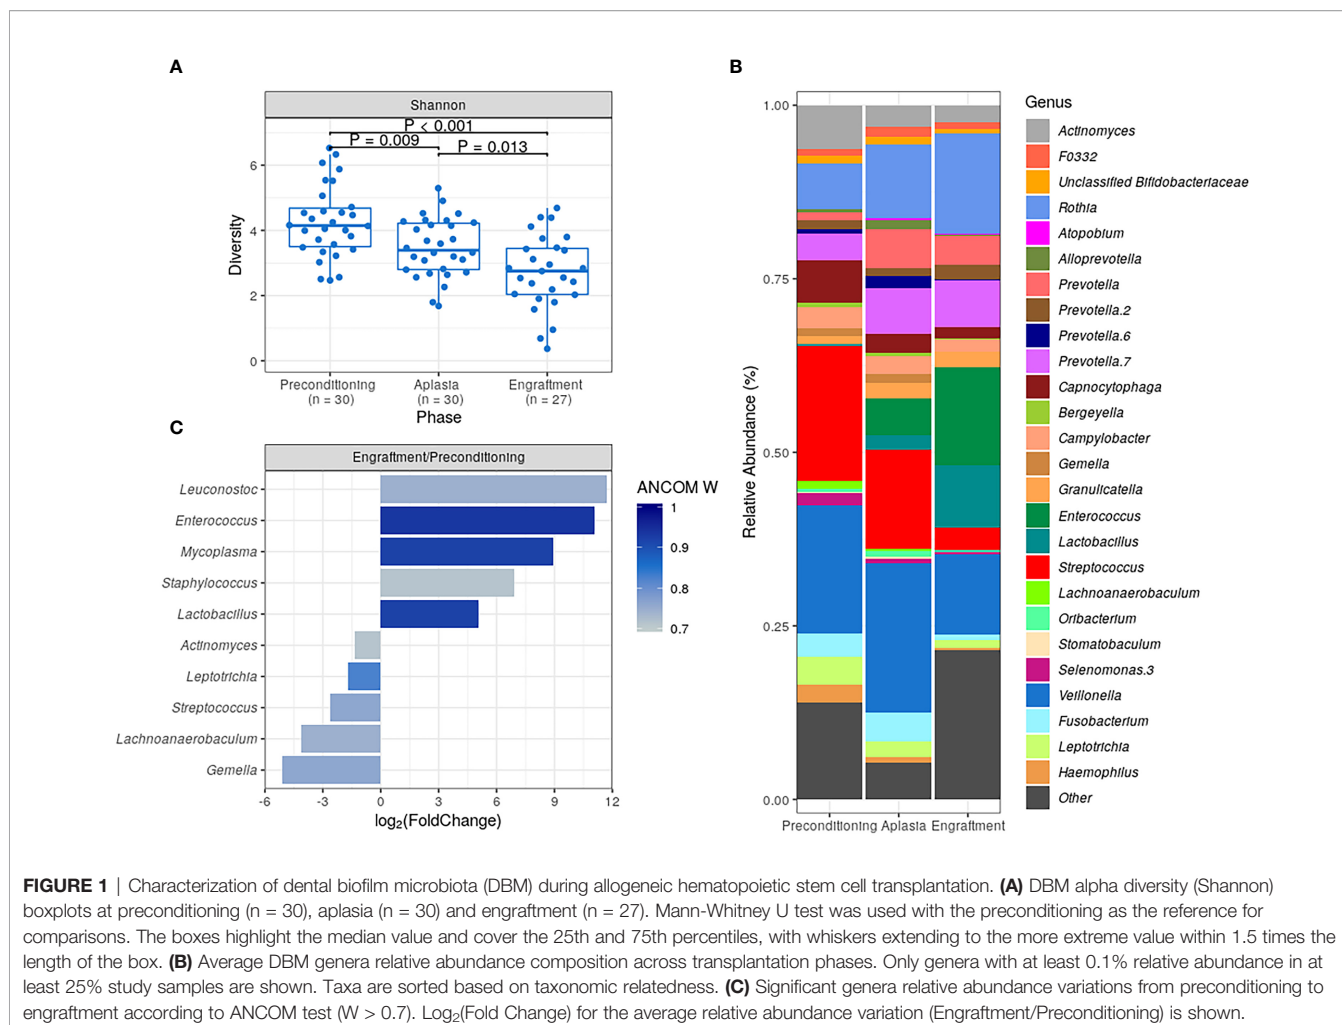 A
Shannon
P < 0.001
P = 0.009
P = 0.013
Diversity
6
4
2
0
Preconditioning
(n = 30)
Aplasia
(n = 30)
Engraftment
(n = 27)
Phase
B
1.00
0.75
0.50
0.25
0.00
Relative Abundance (%)
Preconditioning Aplasia Engraftment
Genus
Actinomyces
F0332
Unclassified Bifidobacteriaceae
Rothia
Atopobium
Alloprevotella
Prevotella
Prevotella.2
Prevotella.6
Prevotella.7
Capnocytophaga
Bergeyella
Campylobacter
Gemella
Granulicatella
Enterococcus
Lactobacillus
Streptococcus
Lachnoanaerobaculum
Oribacterium
Stomatobaculum
Selenomonas.3
Veillonella
Fusobacterium
Leptotrichia
Haemophilus
Other
C
Engraftment/Preconditioning
Leuconostoc
Enterococcus
Mycoplasma
Staphylococcus
Lactobacillus
Actinomyces
Leptotrichia
Streptococcus
Lachnoanaerobaculum
Gemella
-6 -3 0 3 6 9 12
log2(FoldChange)
ANCOM W
1
0.9
0.8
0.7
FIGURE 1 | Characterization of dental biofilm microbiota (DBM) during allogeneic hematopoietic stem cell transplantation. (A) DBM alpha diversity (Shannon)
boxplots at preconditioning (n = 30), aplasia (n = 30) and engraftment (n = 27). Mann-Whitney U test was used with the preconditioning as the reference for
comparisons. The boxes highlight the median value and cover the 25th and 75th percentiles, with whiskers extending to the more extreme value within 1.5 times the
length of the box. (B) Average DBM genera relative abundance composition across transplantation phases. Only genera with at least 0.1% relative abundance in at
least 25% study samples are shown. Taxa are sorted based on taxonomic relatedness. (C) Significant genera relative abundance variations from preconditioning to
engraftment according to ANCOM test (W > 0.7). Log2(Fold Change) for the average relative abundance variation (Engraftment/Preconditioning) is shown.